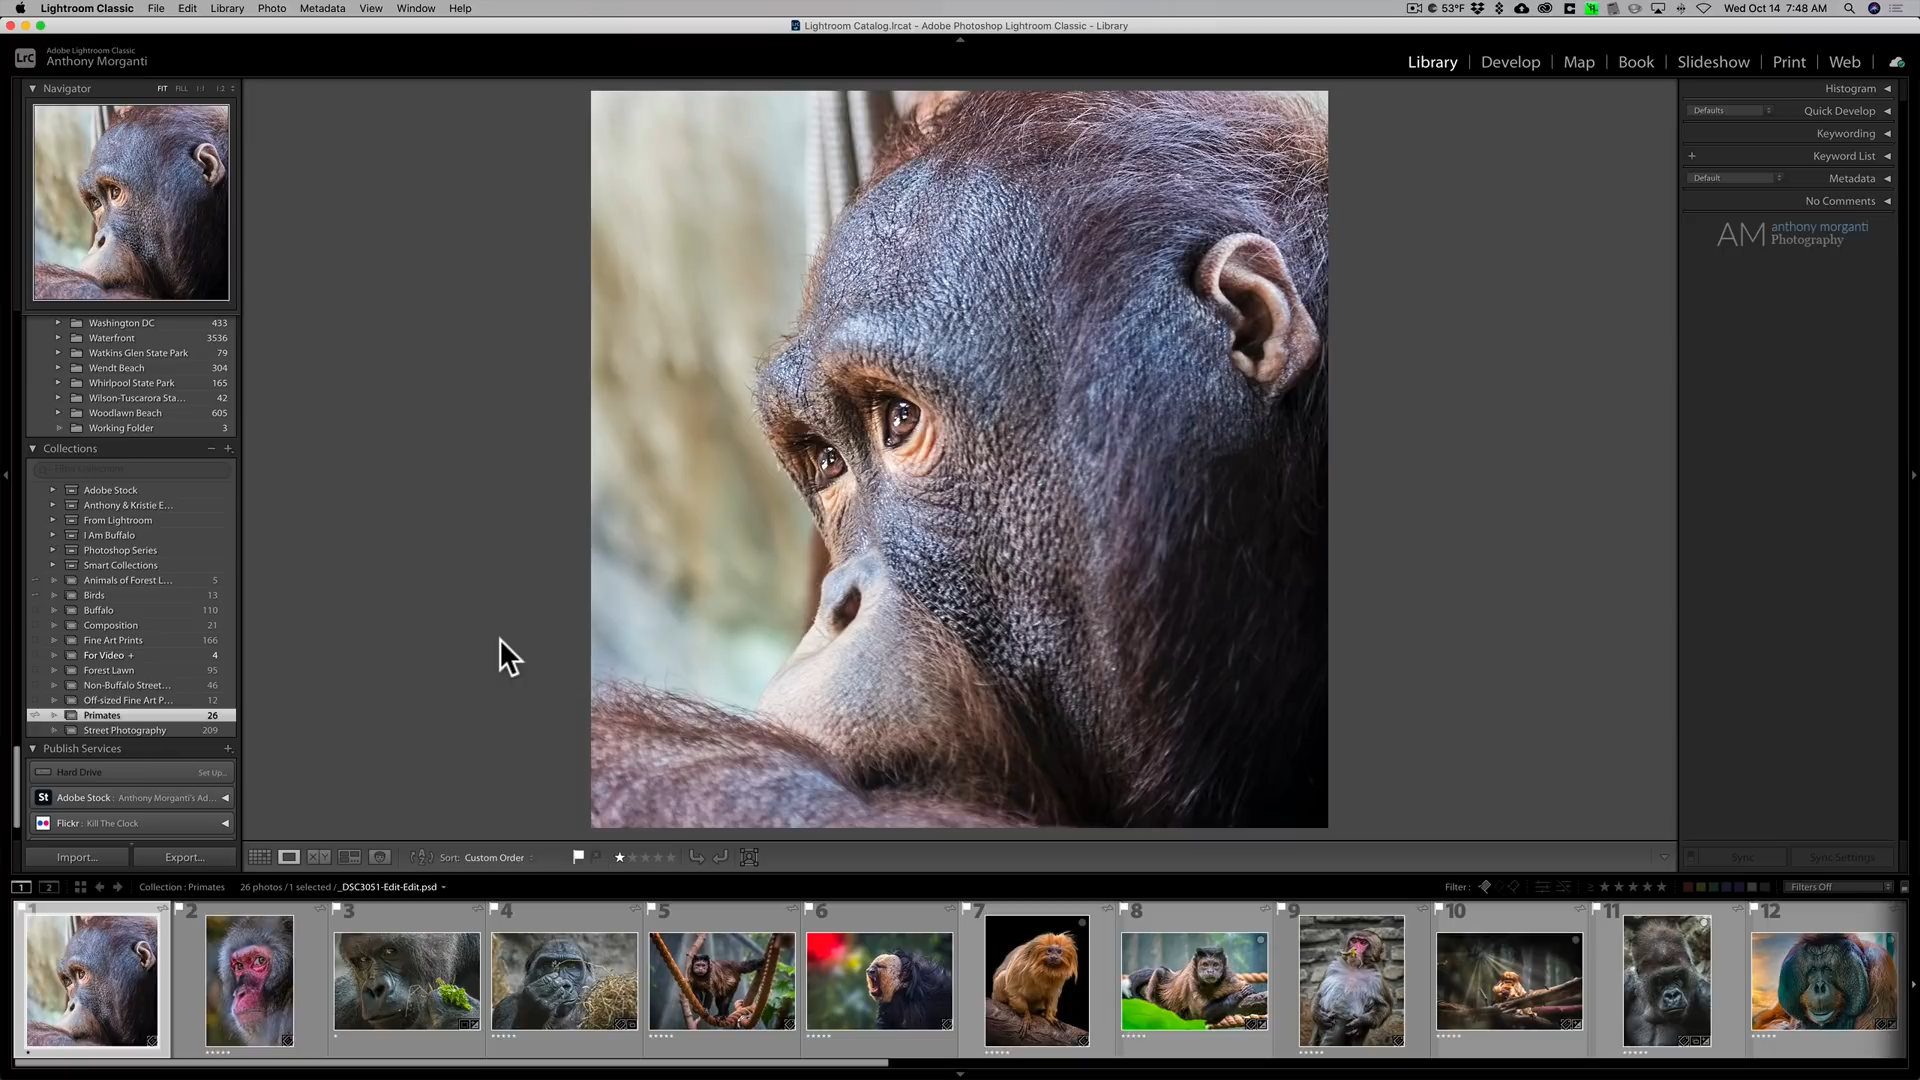 Lightroom Classic File Edit Library Photo Metadata View Window Help
53°F Wed Oct 14 7:48 AM
Lightroom Catalog.lrcat - Adobe Photoshop Lightroom Classic - Library
LrC
Adobe Lightroom Classic
Anthony Morganti
Library | Develop | Map | Book | Slideshow | Print | Web
Navigator FIT FILL 1:1 1:2
Washington DC 433
Waterfront 3536
Watkins Glen State Park 79
Wendt Beach 304
Whirlpool State Park 165
Wilson-Tuscarora Sta... 42
Woodlawn Beach 605
Working Folder 3
Collections
Filter Collections
Adobe Stock
Anthony & Kristie E...
From Lightroom
I Am Buffalo
Photoshop Series
Smart Collections
Animals of Forest L... 5
Birds 13
Buffalo 110
Composition 21
Fine Art Prints 166
For Video + 4
Forest Lawn 95
Non-Buffalo Street... 46
Off-sized Fine Art P... 12
Primates 26
Street Photography 209
Publish Services
Hard Drive Set Up...
St Adobe Stock : Anthony Morganti's Ad...
Flickr : Kill The Clock
Import... Export...
Histogram
Defaults Quick Develop
Keywording
Keyword List
Default Metadata
No Comments
AM anthony morganti
Photography
Sort: Custom Order
Sync Sync Settings
1 2 Collection : Primates 26 photos / 1 selected / _DSC3051-Edit-Edit.psd
Filter : Filters Off
1 2 3 4 5 6 7 8 9 10 11 12